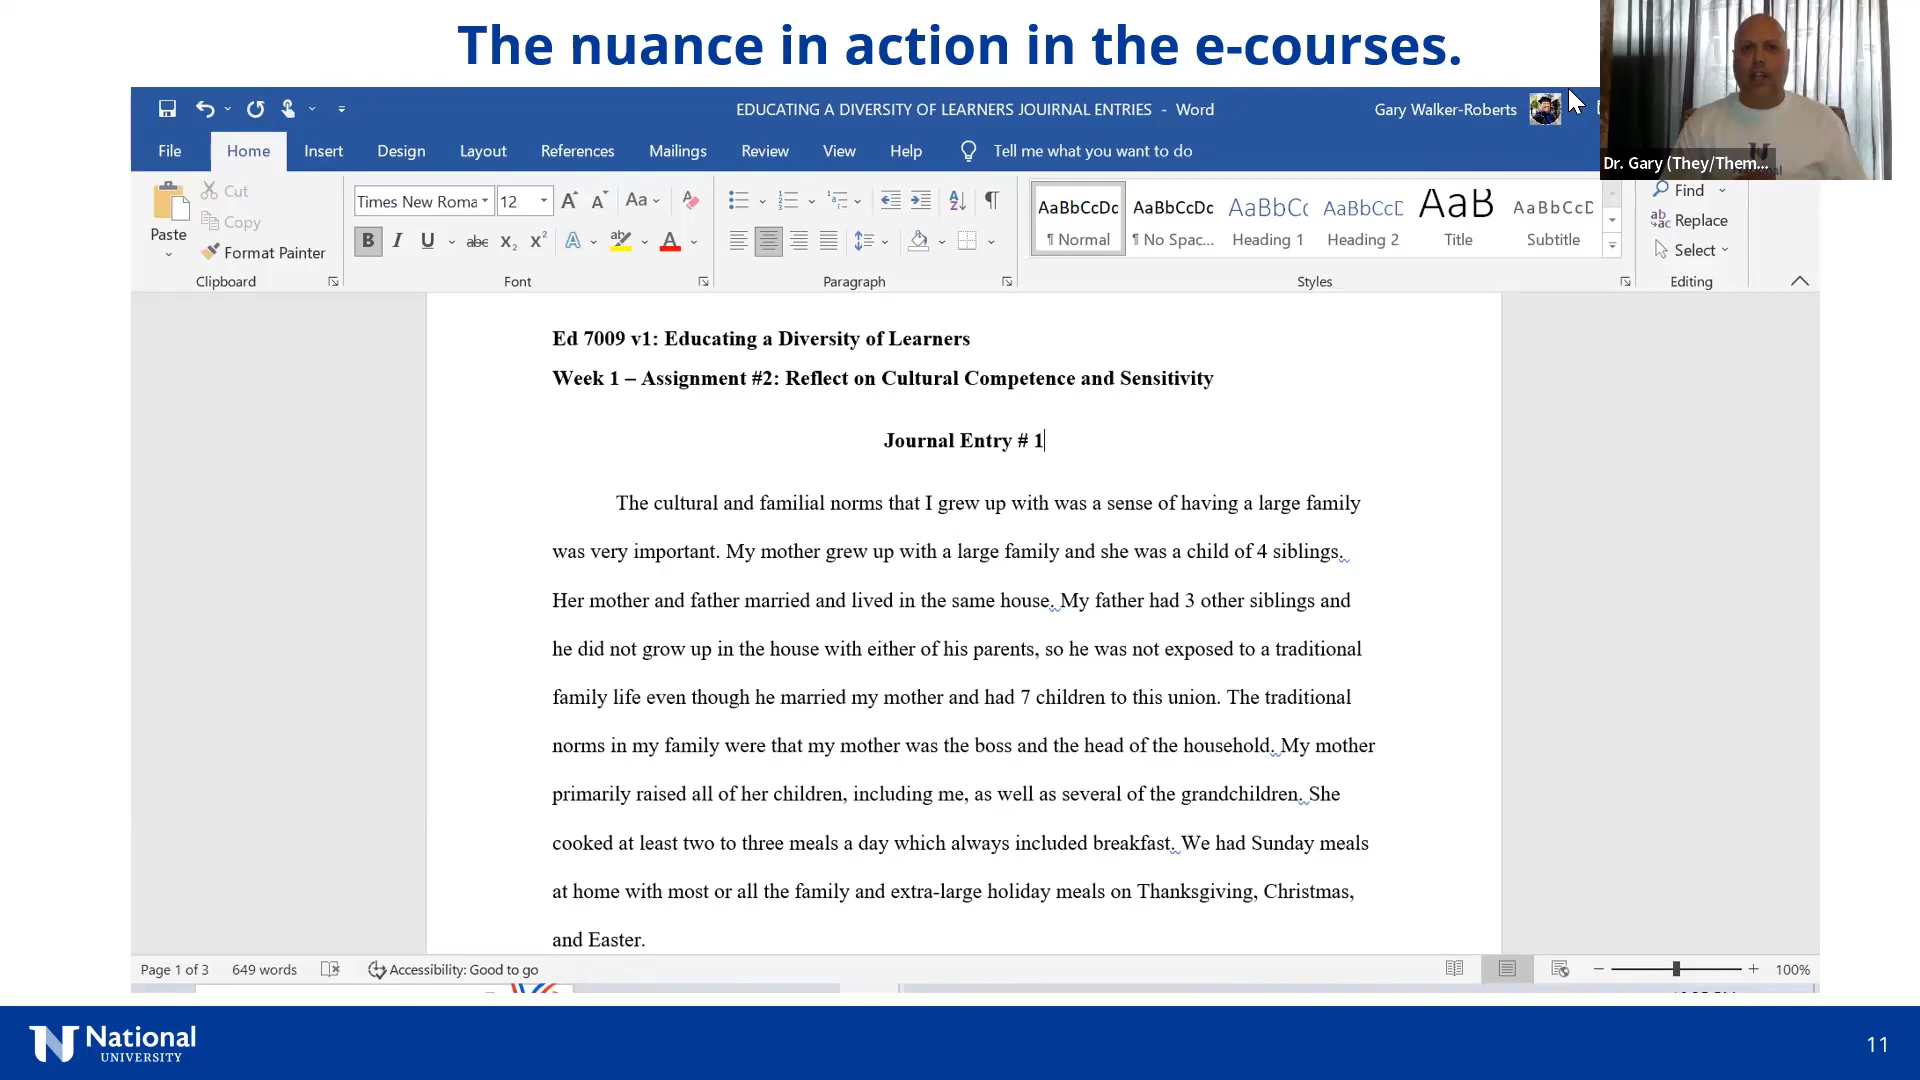 The nuance in action in the e-courses.
EDUCATING A DIVERSITY OF LEARNERS JOUIRNAL ENTRIES - Word
Gary Walker-Roberts
Dr. Gary (They/Them...
File Home Insert Design Layout References Mailings Review View Help Tell me what you want to do
Paste
Cut
Copy
Format Painter
Clipboard
Times New Roma 12
Font
Paragraph
AaBbCcDc AaBbCcDc AaBbCc AaBbCcD AaB AaBbCcD
¶ Normal ¶ No Spac... Heading 1 Heading 2 Title Subtitle
Styles
Find
Replace
Select
Editing
Ed 7009 v1: Educating a Diversity of Learners
Week 1 – Assignment #2: Reflect on Cultural Competence and Sensitivity
Journal Entry # 1
The cultural and familial norms that I grew up with was a sense of having a large family
was very important. My mother grew up with a large family and she was a child of 4 siblings.
Her mother and father married and lived in the same house. My father had 3 other siblings and
he did not grow up in the house with either of his parents, so he was not exposed to a traditional
family life even though he married my mother and had 7 children to this union. The traditional
norms in my family were that my mother was the boss and the head of the household. My mother
primarily raised all of her children, including me, as well as several of the grandchildren. She
cooked at least two to three meals a day which always included breakfast. We had Sunday meals
at home with most or all the family and extra-large holiday meals on Thanksgiving, Christmas,
and Easter.
Page 1 of 3 649 words Accessibility: Good to go 100%
National
UNIVERSITY
11